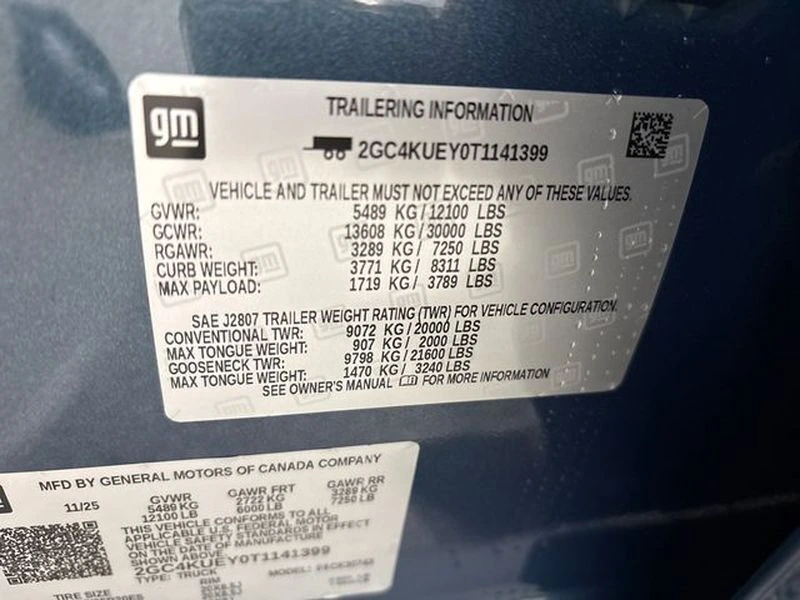 gm
TRAILERING INFORMATION
2GC4KUEY0T1141399
VEHICLE AND TRAILER MUST NOT EXCEED ANY OF THESE VALUES.
GVWR: 5489 KG / 12100 LBS
GCWR: 13608 KG / 30000 LBS
RGAWR: 3289 KG / 7250 LBS
CURB WEIGHT: 3771 KG / 8311 LBS
MAX PAYLOAD: 1719 KG / 3789 LBS
SAE J2807 TRAILER WEIGHT RATING (TWR) FOR VEHICLE CONFIGURATION.
CONVENTIONAL TWR: 9072 KG / 20000 LBS
MAX TONGUE WEIGHT: 907 KG / 2000 LBS
GOOSENECK TWR: 9798 KG / 21600 LBS
MAX TONGUE WEIGHT: 1470 KG / 3240 LBS
SEE OWNER'S MANUAL FOR MORE INFORMATION
MFD BY GENERAL MOTORS OF CANADA COMPANY
11/25 GVWR GAWR FRT GAWR RR
5489 KG 2722 KG 3289 KG
12100 LB 6000 LB 7250 LB
THIS VEHICLE CONFORMS TO ALL
APPLICABLE U.S. FEDERAL MOTOR
VEHICLE SAFETY STANDARDS IN EFFECT
ON THE DATE OF MANUFACTURE
SHOWN ABOVE.
2GC4KUEY0T1141399
TYPE: TRUCK MODEL:
TIRE SIZE RIM